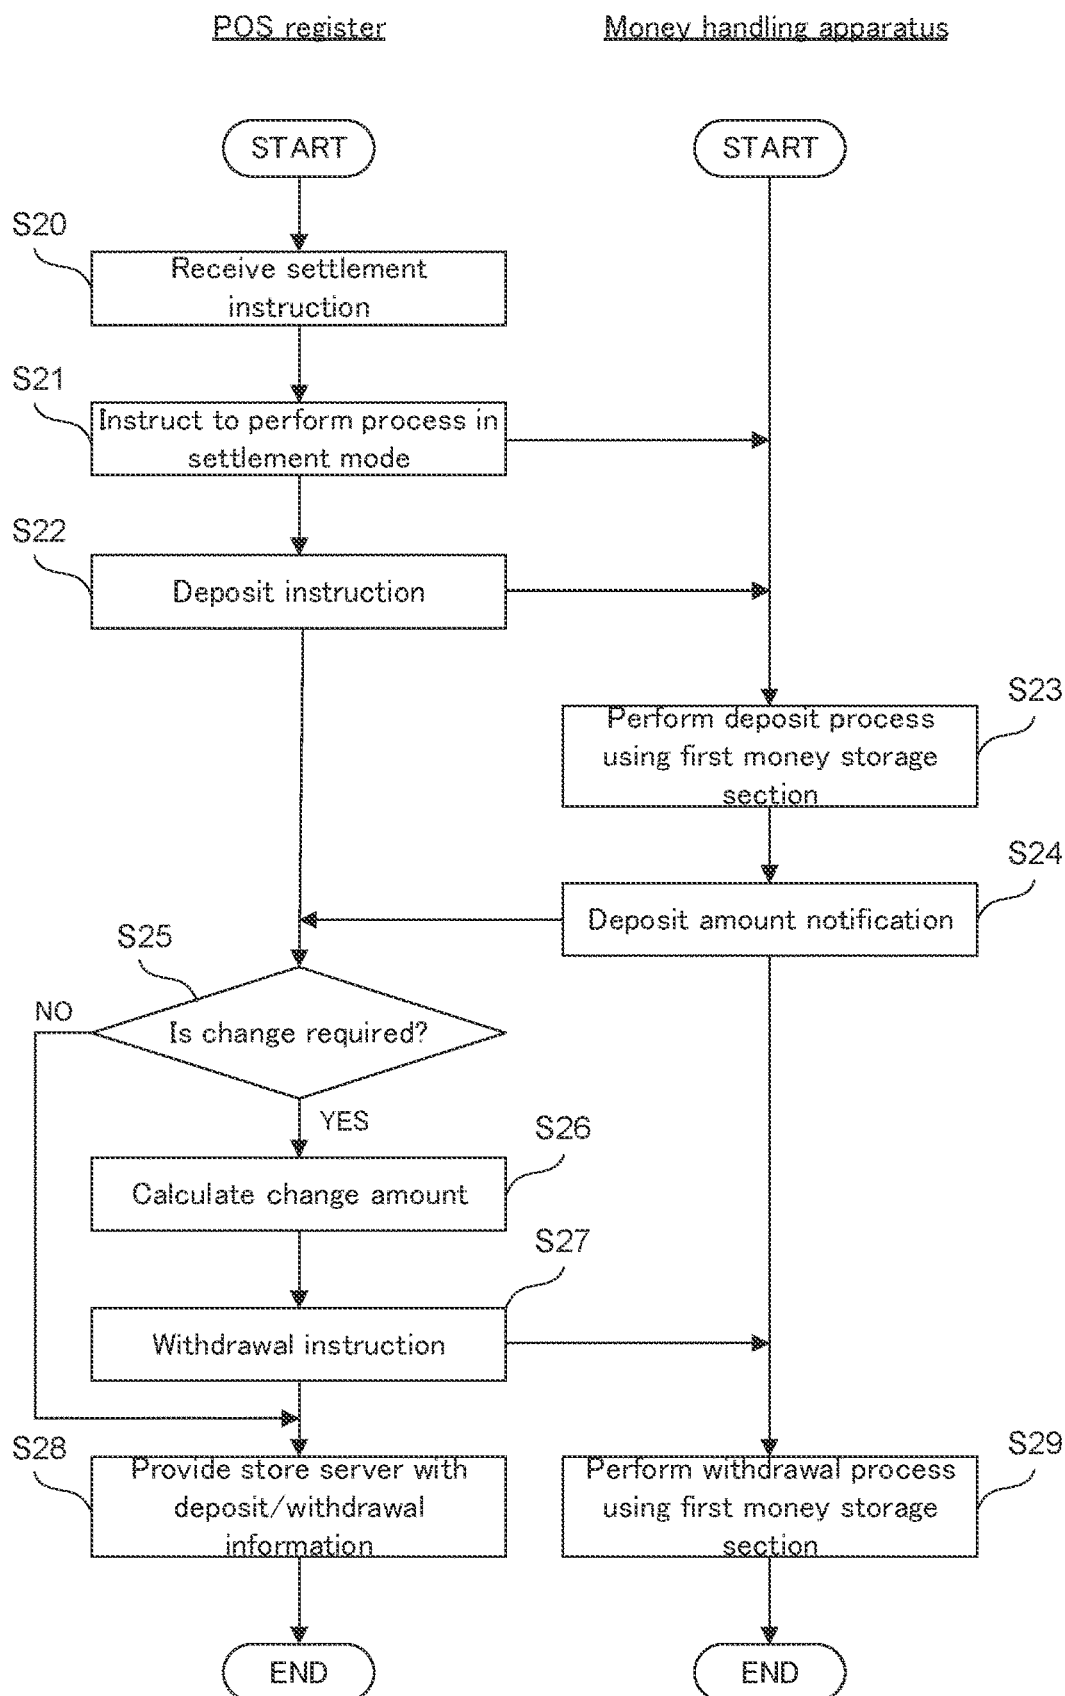 POS register
Money handling apparatus
START
START
S20
Receive settlement
instruction
S21
Instruct to perform process in
settlement mode
S22
Deposit instruction
S23
Perform deposit process
using first money storage
section
S24
Deposit amount notification
S25
NO
Is change required?
YES
S26
Calculate change amount
S27
Withdrawal instruction
S28
Provide store server with
deposit/withdrawal
information
S29
Perform withdrawal process
using first money storage
section
END
END